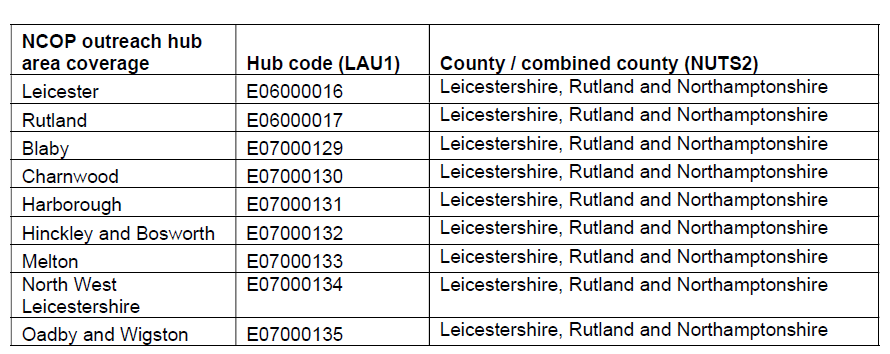 NCOP outreach hub
area coverage Hub code (LAU1) County / combined county (NUTS2)
Leicester E06000016 Leicestershire, Rutland and Northamptonshire
Rutland E06000017 Leicestershire, Rutland and Northamptonshire
Blaby E07000129 Leicestershire, Rutland and Northamptonshire
Charnwood E07000130 Leicestershire, Rutland and Northamptonshire
Harborough E07000131 Leicestershire, Rutland and Northamptonshire
Hinckley and Bosworth E07000132 Leicestershire, Rutland and Northamptonshire
Melton E07000133 Leicestershire, Rutland and Northamptonshire
North West E07000134 Leicestershire, Rutland and Northamptonshire
Leicestershire
Oadby and Wigston E07000135 Leicestershire, Rutland and Northamptonshire